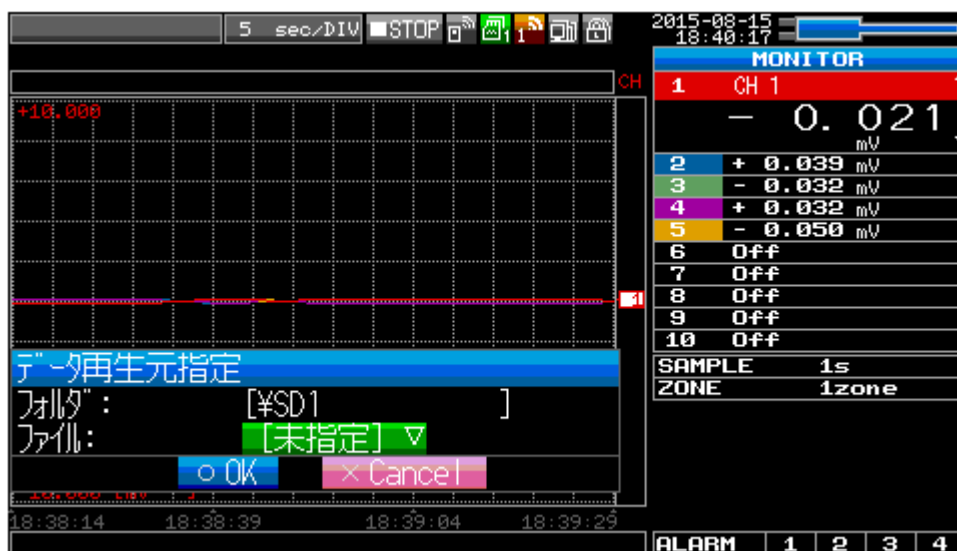 5 sec/DIV ■STOP 2015-08-15
18:40:17
MONITOR
CH
1 CH 1
+10.000
- 0.021
mV
2 + 0.039 mV
3 - 0.032 mV
4 + 0.032 mV
5 - 0.050 mV
6 Off
7 Off
8 Off
9 Off
10 Off
SAMPLE 1s
ZONE 1zone
データ再生元指定
フォルダ: [¥SD1 ]
ファイル: [未指定] ▽
○ OK × Cancel
18:38:14 18:38:39 18:39:04 18:39:29
ALARM 1 2 3 4